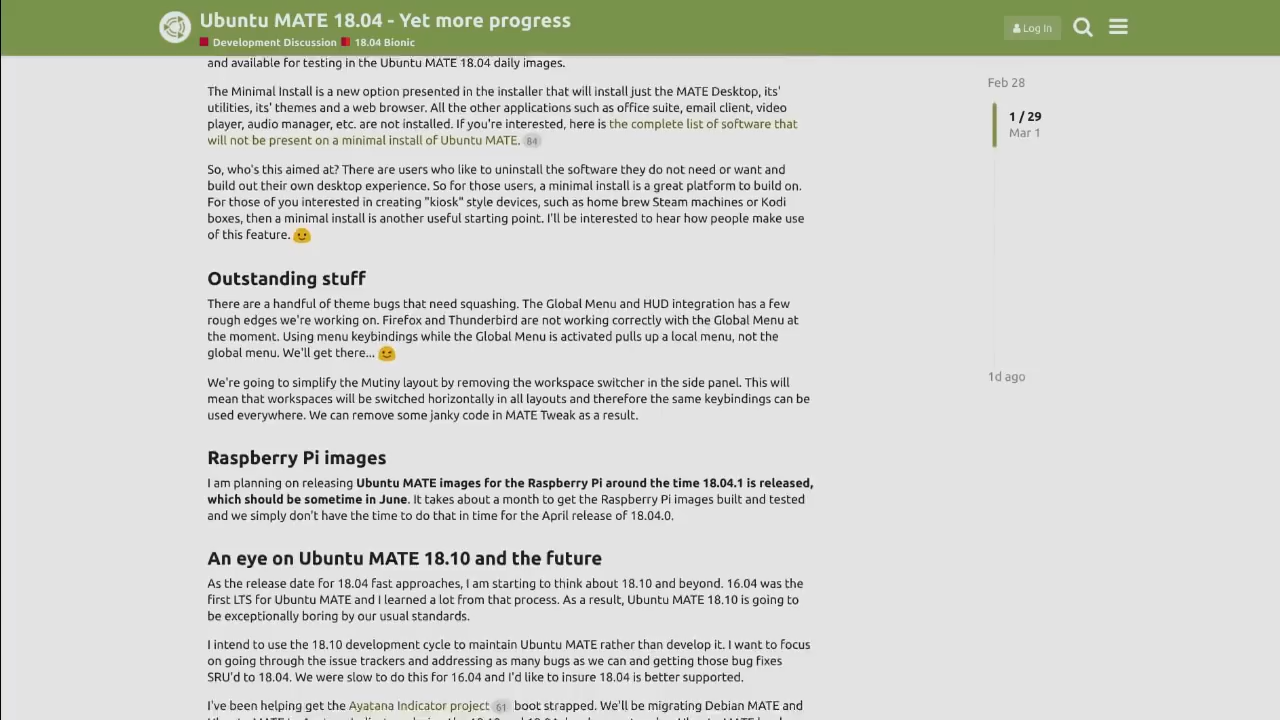 Ubuntu MATE 18.04 - Yet more progress
Development Discussion 18.04 Bionic
Log In
and available for testing in the Ubuntu MATE 18.04 daily images.
Feb 28
The Minimal Install is a new option presented in the installer that will install just the MATE Desktop, its'
utilities, its' themes and a web browser. All the other applications such as office suite, email client, video
player, audio manager, etc. are not installed. If you're interested, here is the complete list of software that
will not be present on a minimal install of Ubuntu MATE. 84
1 / 29
Mar 1
So, who's this aimed at? There are users who like to uninstall the software they do not need or want and
build out their own desktop experience. So for those users, a minimal install is a great platform to build on.
For those of you interested in creating "kiosk" style devices, such as home brew Steam machines or Kodi
boxes, then a minimal install is another useful starting point. I'll be interested to hear how people make use
of this feature.
Outstanding stuff
There are a handful of theme bugs that need squashing. The Global Menu and HUD integration has a few
rough edges we're working on. Firefox and Thunderbird are not working correctly with the Global Menu at
the moment. Using menu keybindings while the Global Menu is activated pulls up a local menu, not the
global menu. We'll get there...
1d ago
We're going to simplify the Mutiny layout by removing the workspace switcher in the side panel. This will
mean that workspaces will be switched horizontally in all layouts and therefore the same keybindings can be
used everywhere. We can remove some janky code in MATE Tweak as a result.
Raspberry Pi images
I am planning on releasing Ubuntu MATE images for the Raspberry Pi around the time 18.04.1 is released,
which should be sometime in June. It takes about a month to get the Raspberry Pi images built and tested
and we simply don't have the time to do that in time for the April release of 18.04.0.
An eye on Ubuntu MATE 18.10 and the future
As the release date for 18.04 fast approaches, I am starting to think about 18.10 and beyond. 16.04 was the
first LTS for Ubuntu MATE and I learned a lot from that process. As a result, Ubuntu MATE 18.10 is going to
be exceptionally boring by our usual standards.
I intend to use the 18.10 development cycle to maintain Ubuntu MATE rather than develop it. I want to focus
on going through the issue trackers and addressing as many bugs as we can and getting those bug fixes
SRU'd to 18.04. We were slow to do this for 16.04 and I'd like to insure 18.04 is better supported.
I've been helping get the Ayatana Indicator project 61 boot strapped. We'll be migrating Debian MATE and